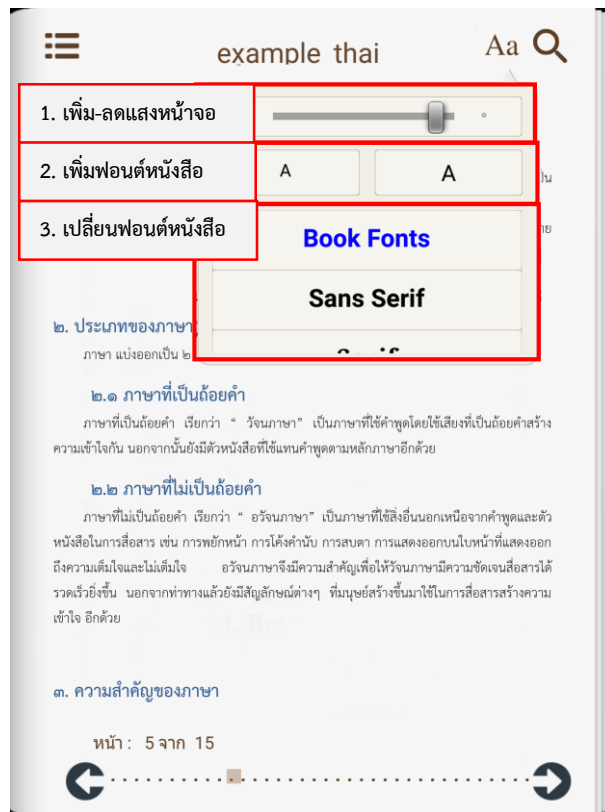 example thai
Aa
1. เพิ่ม-ลดแสงหน้าจอ
2. เพิ่มฟอนต์หนังสือ
A
A
3. เปลี่ยนฟอนต์หนังสือ
Book Fonts
Sans Serif
๒. ประเภทของภาษา
ภาษา แบ่งออกเป็น ๒
๒.๑ ภาษาที่เป็นถ้อยคำ
ภาษาที่เป็นถ้อยคำ เรียกว่า “ วัจนภาษา” เป็นภาษาที่ใช้คำพูดโดยใช้เสียงที่เป็นถ้อยคำสร้าง
ความเข้าใจกัน นอกจากนั้นยังมีตัวหนังสือที่ใช้แทนคำพูดตามหลักภาษาอีกด้วย
๒.๒ ภาษาที่ไม่เป็นถ้อยคำ
ภาษาที่ไม่เป็นถ้อยคำ เรียกว่า “ อวัจนภาษา” เป็นภาษาที่ใช้สิ่งอื่นนอกเหนือจากคำพูดและตัว
หนังสือในการสื่อสาร เช่น การพยักหน้า การโค้งคำนับ การสบตา การแสดงออกบนใบหน้าที่แสดงออก
ถึงความเต็มใจและไม่เต็มใจ อวัจนภาษาจึงมีความสำคัญเพื่อให้วัจนภาษามีความชัดเจนสื่อสารได้
รวดเร็วยิ่งขึ้น นอกจากท่าทางแล้วยังมีสัญลักษณ์ต่างๆ ที่มนุษย์สร้างขึ้นมาใช้ในการสื่อสารสร้างความ
เข้าใจ อีกด้วย
๓. ความสำคัญของภาษา
หน้า : 5 จาก 15